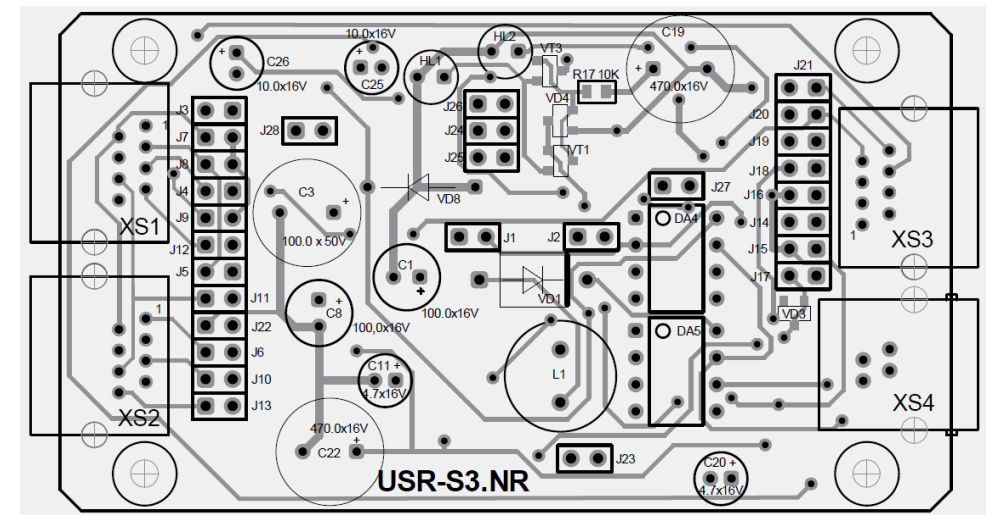 10.0x16V
HL2
C19
VT3
C26
HL1
J21
10.0x16V
C25
R17 10K
470.0x16V
J3
J26
VD4
J20
1
J7
J28
J24
J19
J8
J25
VT1
J18
J4
C3
VD8
J27
J16
XS1
J9
DA4
J14
J12
100.0 x 50V
J1
J2
J15
1
XS3
J5
C1
J17
J11
100.0x16V
VD1
VD3
1
J22
C8
100,0x16V
DA5
J6
C11
L1
J10
4.7x16V
XS2
J13
XS4
470.0x16V
C22
J23
C20
USR-S3.NR
4.7x16V